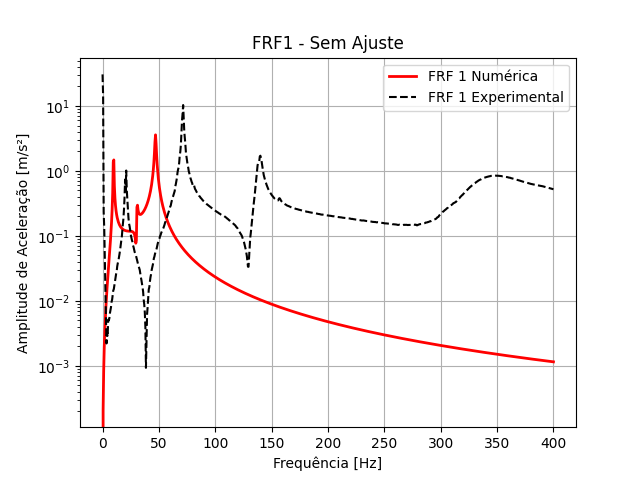 FRF1 - Sem Ajuste
FRF 1 Numérica
FRF 1 Experimental
Amplitude de Aceleração [m/s²]
10¹
10⁰
10⁻¹
10⁻²
10⁻³
0 50 100 150 200 250 300 350 400
Frequência [Hz]